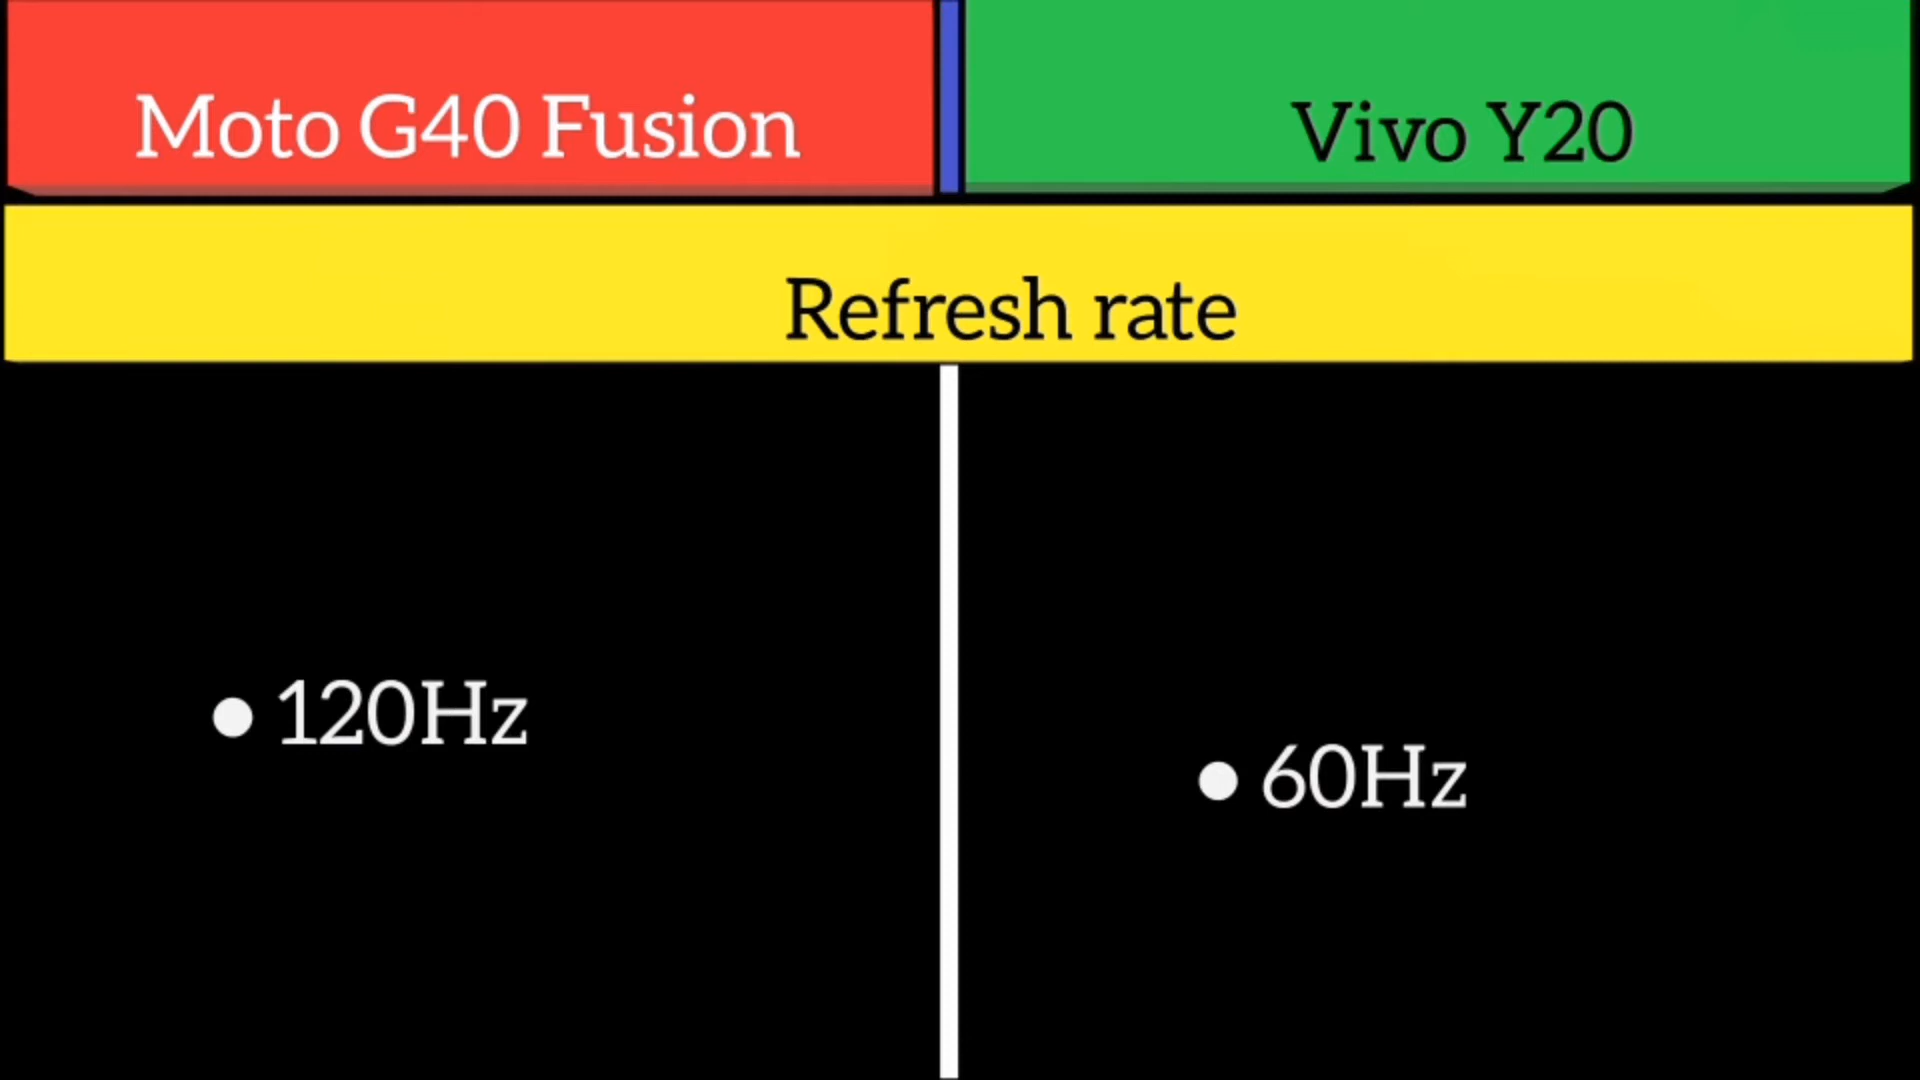 Moto G40 Fusion
Vivo Y20
Refresh rate
• 120Hz
• 60Hz